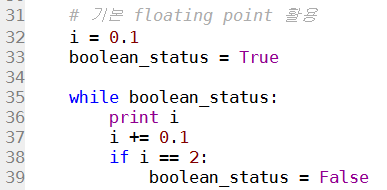 31 # 기본 floating point 활용
32 i = 0.1
33 boolean_status = True
34
35 while boolean_status:
36     print i
37     i += 0.1
38     if i == 2:
39         boolean_status = False